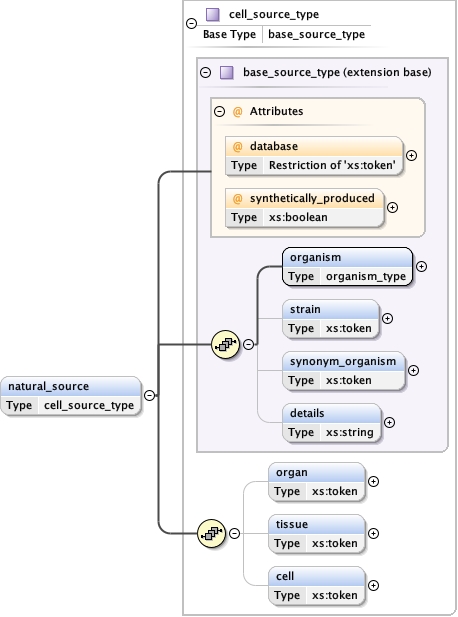 cell_source_type
Base Type base_source_type
base_source_type (extension base)
@ Attributes
@ database
Type Restriction of 'xs:token'
@ synthetically_produced
Type xs:boolean
organism
Type organism_type
strain
Type xs:token
synonym_organism
Type xs:token
details
Type xs:string
natural_source
Type cell_source_type
organ
Type xs:token
tissue
Type xs:token
cell
Type xs:token